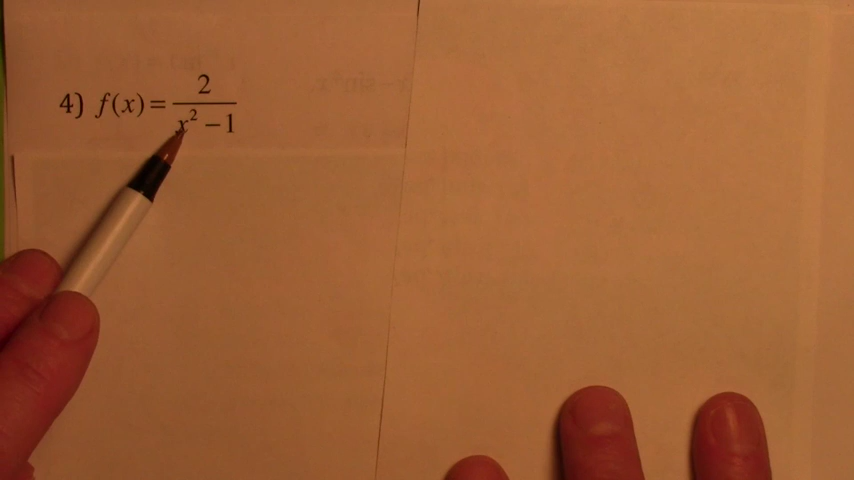 4) f(x) = 2 / (x² − 1)